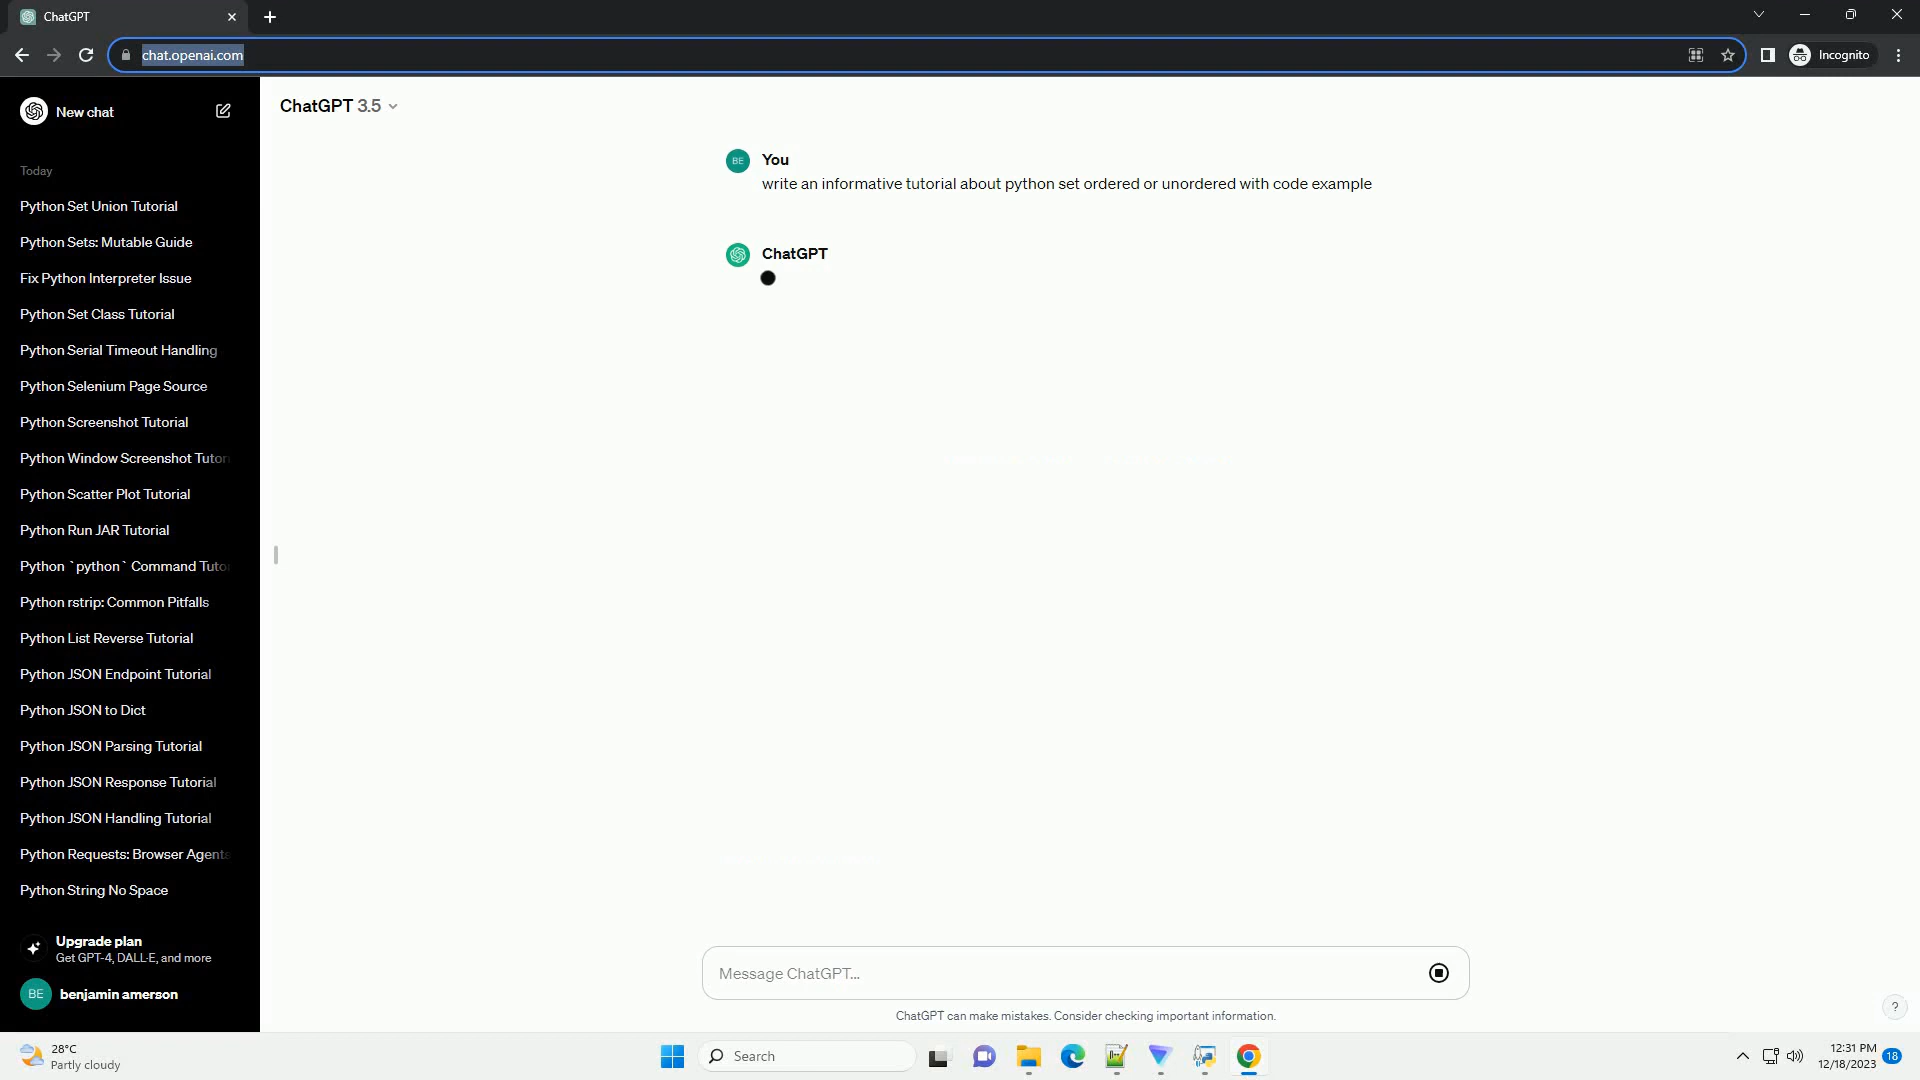 ChatGPT
chat.openai.com
Incognito
New chat
Today
Python Set Union Tutorial
Python Sets: Mutable Guide
Fix Python Interpreter Issue
Python Set Class Tutorial
Python Serial Timeout Handling
Python Selenium Page Source
Python Screenshot Tutorial
Python Window Screenshot Tutor
Python Scatter Plot Tutorial
Python Run JAR Tutorial
Python `python` Command Tuto
Python rstrip: Common Pitfalls
Python List Reverse Tutorial
Python JSON Endpoint Tutorial
Python JSON to Dict
Python JSON Parsing Tutorial
Python JSON Response Tutorial
Python JSON Handling Tutorial
Python Requests: Browser Agents
Python String No Space
Upgrade plan
Get GPT-4, DALL·E, and more
BE benjamin amerson
ChatGPT 3.5
BE You
write an informative tutorial about python set ordered or unordered with code example
ChatGPT
Message ChatGPT...
ChatGPT can make mistakes. Consider checking important information.
?
28°C
Partly cloudy
Search
12:31 PM
12/18/2023
18